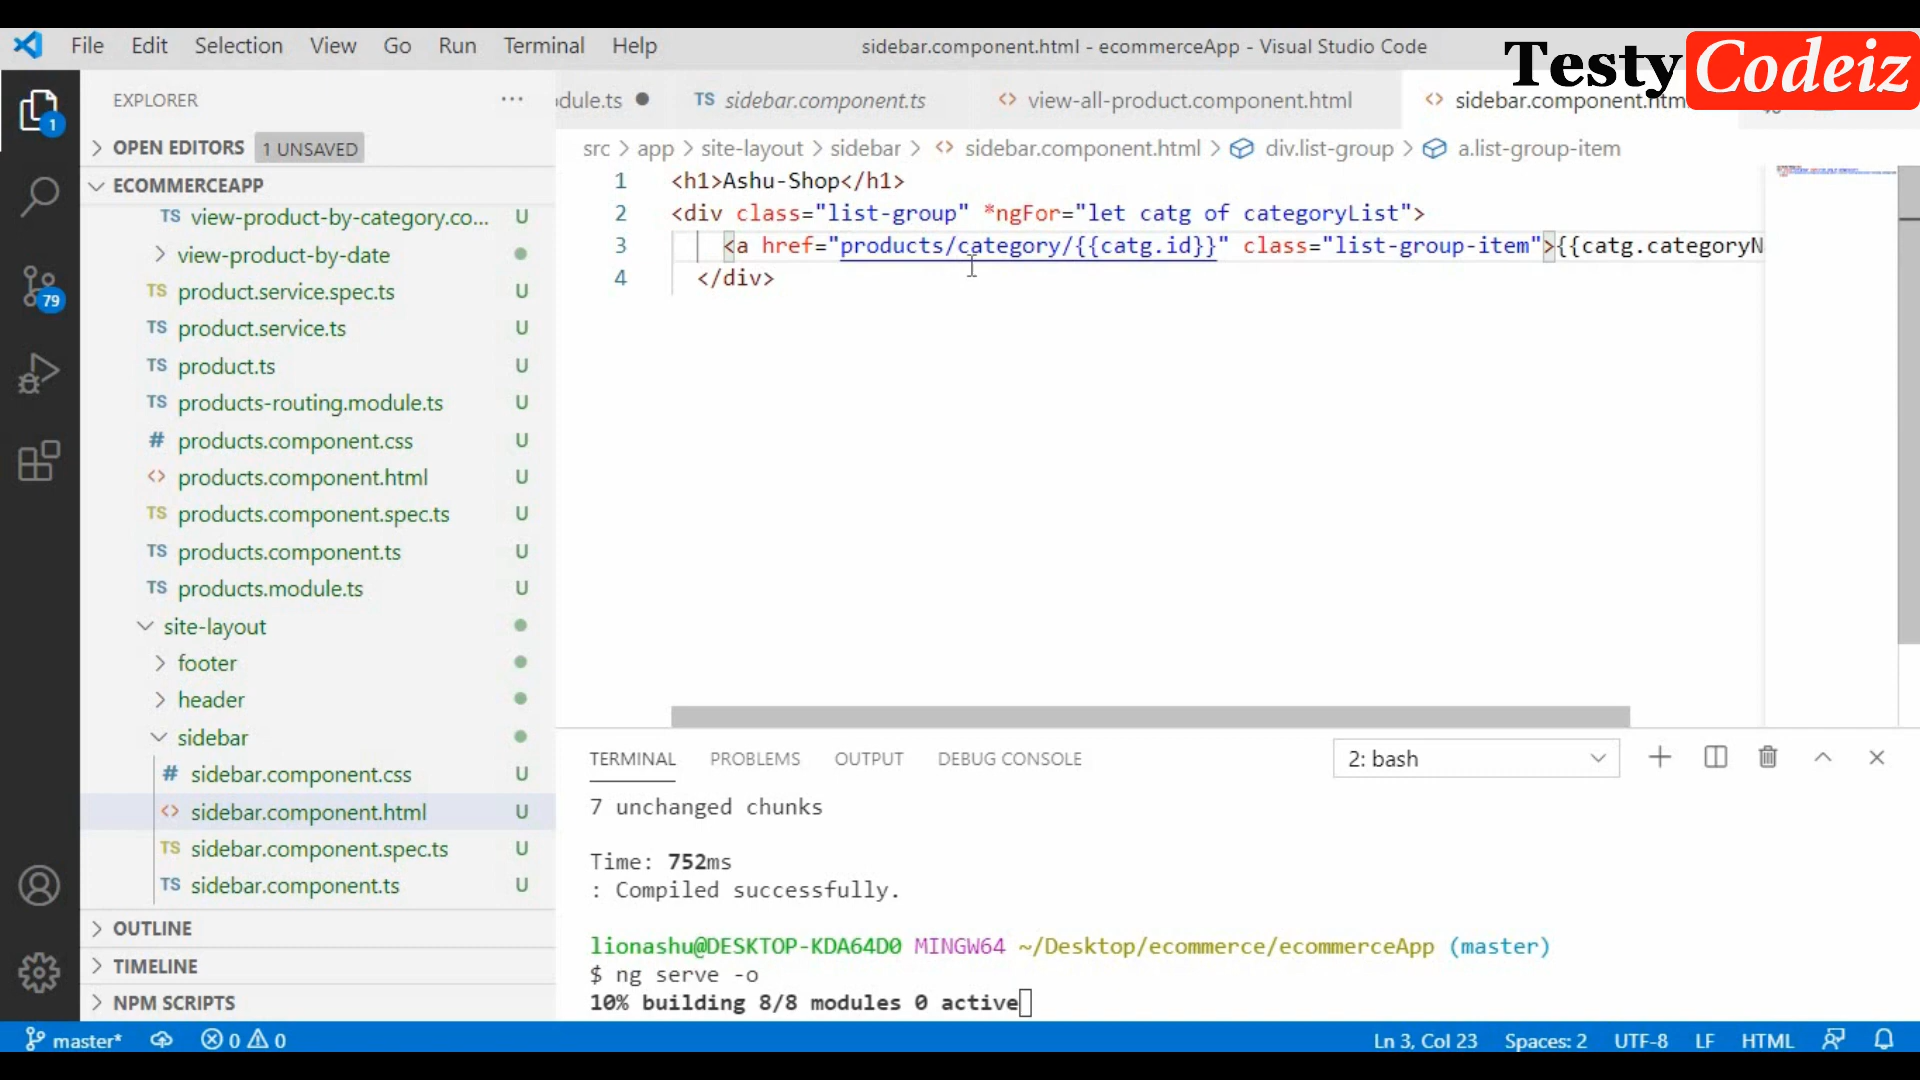 File Edit Selection View Go Run Terminal Help
sidebar.component.html - ecommerceApp - Visual Studio Code
Testy Codeiz
EXPLORER
dule.ts
TS sidebar.component.ts
<> view-all-product.component.html
<> sidebar.component.htm
OPEN EDITORS 1 UNSAVED
src > app > site-layout > sidebar > <> sidebar.component.html > div.list-group > a.list-group-item
ECOMMERCEAPP
TS view-product-by-category.co... U
view-product-by-date
TS product.service.spec.ts U
TS product.service.ts U
TS product.ts U
TS products-routing.module.ts U
# products.component.css U
<> products.component.html U
TS products.component.spec.ts U
TS products.component.ts U
TS products.module.ts U
site-layout
footer
header
sidebar
# sidebar.component.css U
<> sidebar.component.html U
TS sidebar.component.spec.ts U
TS sidebar.component.ts U
OUTLINE
TIMELINE
NPM SCRIPTS
1
79
1 <h1>Ashu-Shop</h1>
2 <div class="list-group" *ngFor="let catg of categoryList">
3 <a href="products/category/{{catg.id}}" class="list-group-item">{{catg.categoryN
4 </div>
TERMINAL PROBLEMS OUTPUT DEBUG CONSOLE 2: bash
7 unchanged chunks
Time: 752ms
: Compiled successfully.
lionashu@DESKTOP-KDA64D0 MINGW64 ~/Desktop/ecommerce/ecommerceApp (master)
$ ng serve -o
10% building 8/8 modules 0 active
master* 0 0 Ln 3, Col 23 Spaces: 2 UTF-8 LF HTML